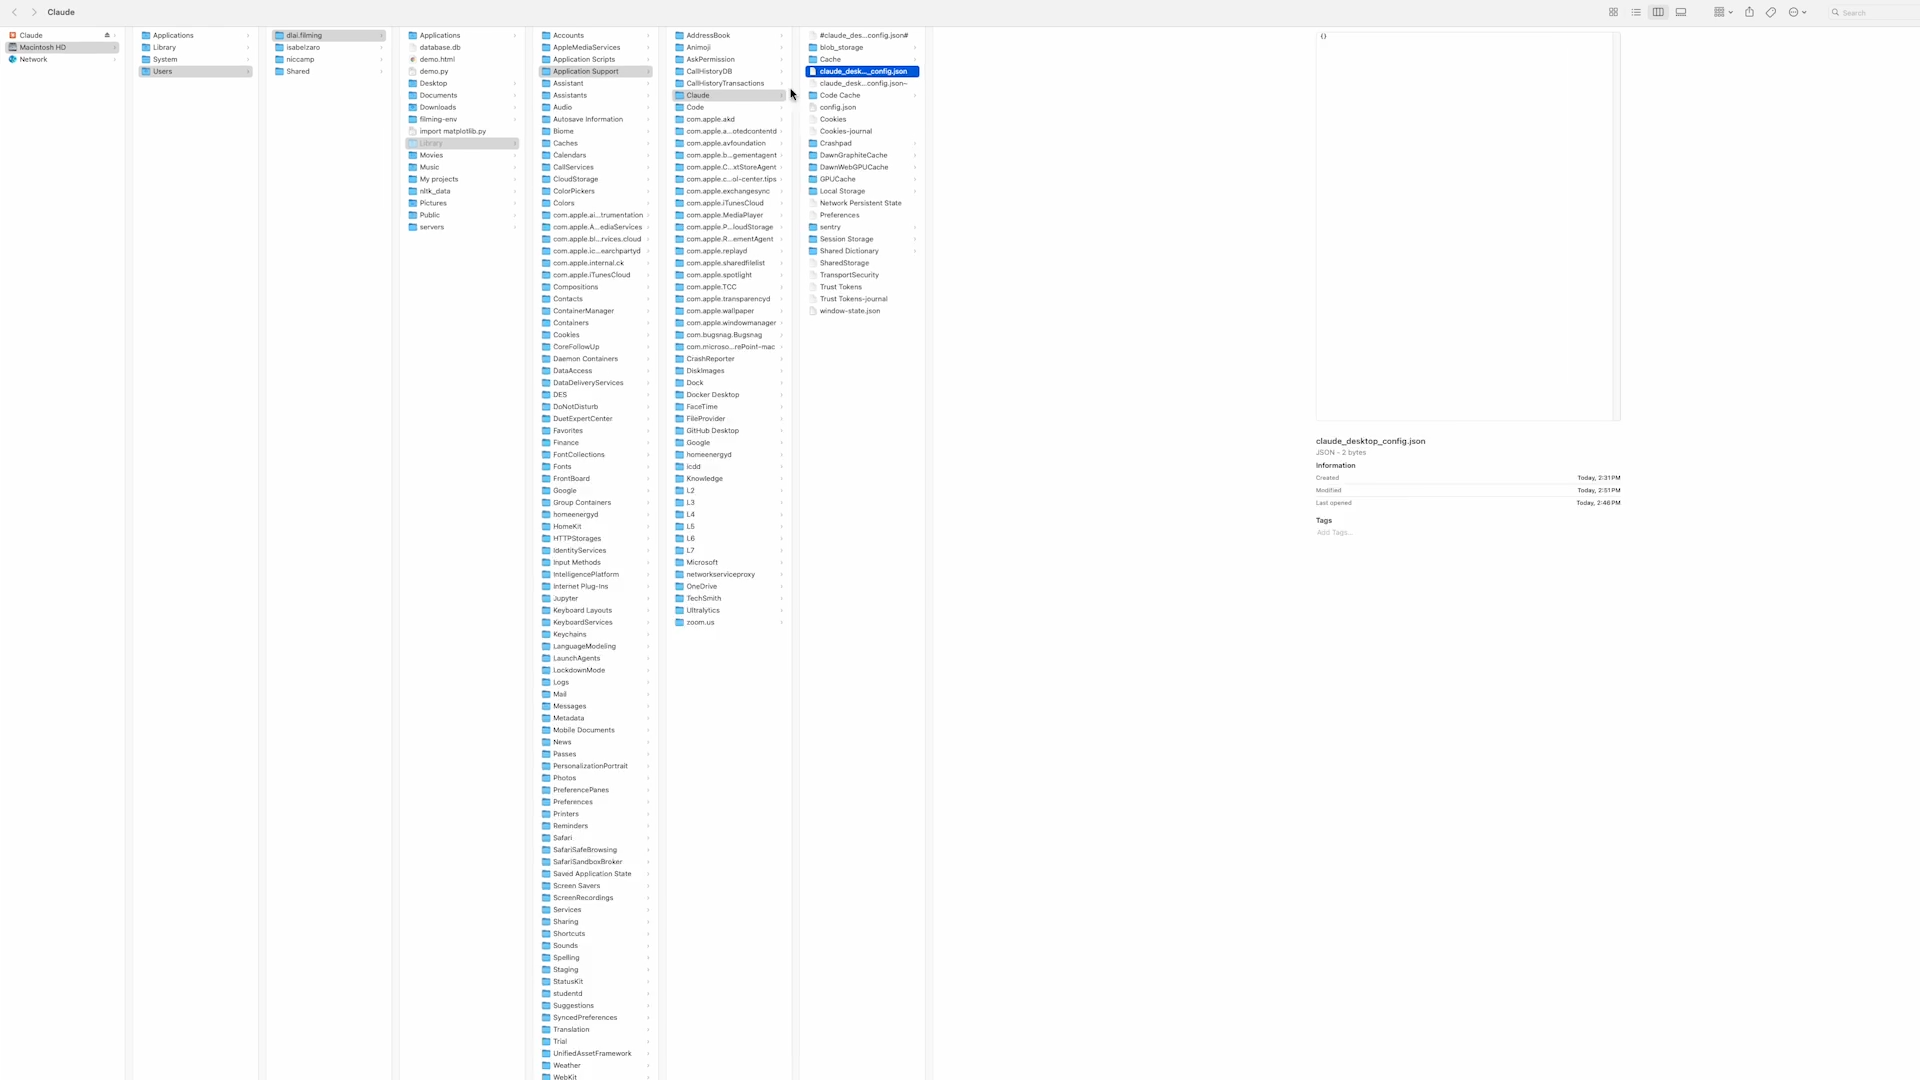 Claude
Search
Claude
Macintosh HD
Network
Applications
Library
System
Users
dlai.filming
isabelzaro
niccamp
Shared
Applications
database.db
demo.html
demo.py
Desktop
Documents
Downloads
filming-env
import matplotlib.py
Library
Movies
Music
My projects
nltk_data
Pictures
Public
servers
Accounts
AppleMediaServices
Application Scripts
Application Support
Assistant
Assistants
Audio
Autosave Information
Biome
Caches
Calendars
CallServices
CloudStorage
ColorPickers
Colors
com.apple.ai...trumentation
com.apple.A...ediaServices
com.apple.bl...rvices.cloud
com.apple.ic...earchpartyd
com.apple.internal.ck
com.apple.iTunesCloud
Compositions
Contacts
ContainerManager
Containers
Cookies
CoreFollowUp
Daemon Containers
DataAccess
DataDeliveryServices
DES
DoNotDisturb
DuetExpertCenter
Favorites
Finance
FontCollections
Fonts
FrontBoard
Google
Group Containers
homeenergyd
HomeKit
HTTPStorages
IdentityServices
Input Methods
IntelligencePlatform
Internet Plug-Ins
Jupyter
Keyboard Layouts
KeyboardServices
Keychains
LanguageModeling
LaunchAgents
LockdownMode
Logs
Mail
Messages
Metadata
Mobile Documents
News
Passes
PersonalizationPortrait
Photos
PreferencePanes
Preferences
Printers
Reminders
Safari
SafariSafeBrowsing
SafariSandboxBroker
Saved Application State
Screen Savers
ScreenRecordings
Services
Sharing
Shortcuts
Sounds
Spelling
Staging
StatusKit
studentd
Suggestions
SyncedPreferences
Translation
Trial
UnifiedAssetFramework
Weather
WebKit
AddressBook
Animoji
AskPermission
CallHistoryDB
CallHistoryTransactions
Claude
Code
com.apple.akd
com.apple.a...otedcontentd
com.apple.avfoundation
com.apple.b...gementagent
com.apple.C...xtStoreAgent
com.apple.c...ol-center.tips
com.apple.exchangesync
com.apple.iTunesCloud
com.apple.MediaPlayer
com.apple.P...loudStorage
com.apple.R...ementAgent
com.apple.replayd
com.apple.sharedfilelist
com.apple.spotlight
com.apple.TCC
com.apple.transparencyd
com.apple.wallpaper
com.apple.windowmanager
com.bugsnag.Bugsnag
com.microso...rePoint-mac
CrashReporter
DiskImages
Dock
Docker Desktop
FaceTime
FileProvider
GitHub Desktop
Google
homeenergyd
icdd
Knowledge
L2
L3
L4
L5
L6
L7
Microsoft
networkserviceproxy
OneDrive
TechSmith
Ultralytics
zoom.us
#claude_des...config.json#
blob_storage
Cache
claude_desk..._config.json
claude_desk...config.json~
Code Cache
config.json
Cookies
Cookies-journal
Crashpad
DawnGraphiteCache
DawnWebGPUCache
GPUCache
Local Storage
Network Persistent State
Preferences
sentry
Session Storage
Shared Dictionary
SharedStorage
TransportSecurity
Trust Tokens
Trust Tokens-journal
window-state.json
{}
claude_desktop_config.json
JSON - 2 bytes
Information
Created Today, 2:31 PM
Modified Today, 2:51 PM
Last opened Today, 2:46 PM
Tags
Add Tags...